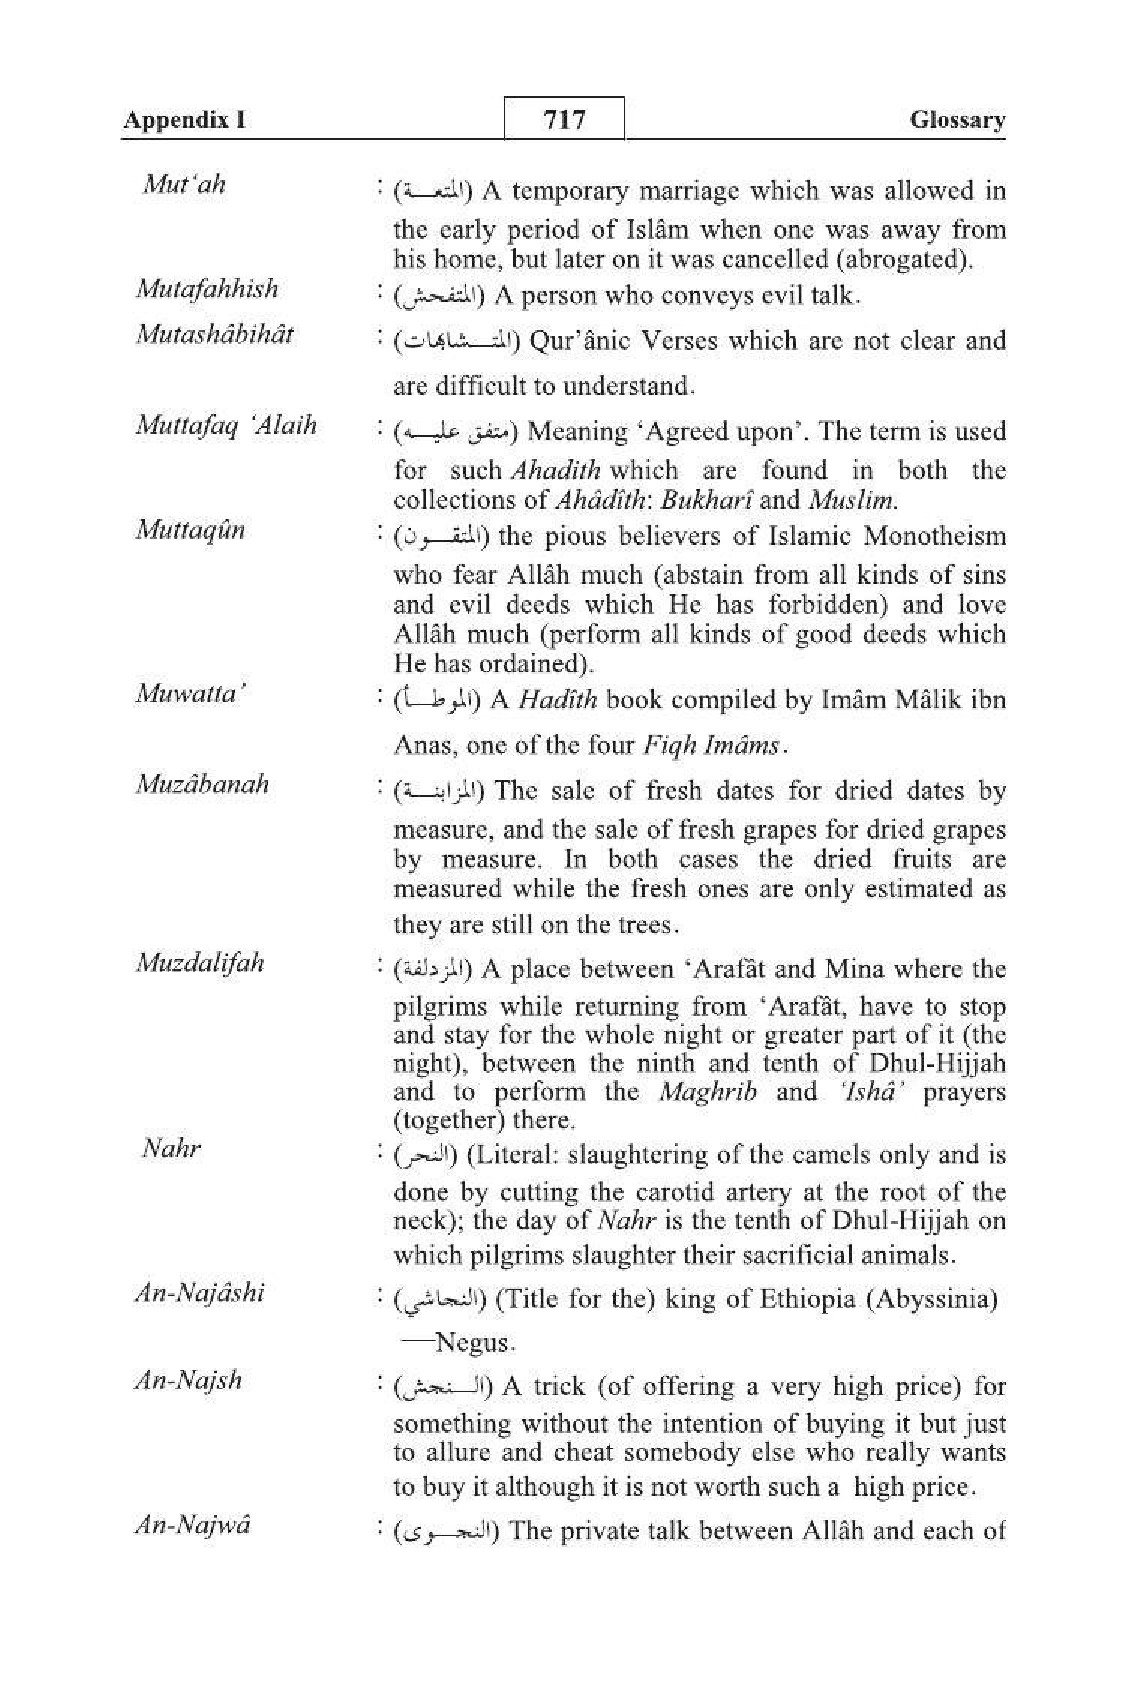 Appendix I 717 Glossary
Mut‘ah : (المتعـــة) A temporary marriage which was allowed in
the early period of Islâm when one was away from
his home, but later on it was cancelled (abrogated).
Mutafahhish : (المتفحش) A person who conveys evil talk.
Mutashâbihât : (المتـــشابهات) Qur’ânic Verses which are not clear and
are difficult to understand.
Muttafaq ‘Alaih : (متفق عليـــه) Meaning ‘Agreed upon’. The term is used
for such Ahadith which are found in both the
collections of Ahâdîth: Bukharî and Muslim.
Muttaqûn : (المتقـــون) the pious believers of Islamic Monotheism
who fear Allâh much (abstain from all kinds of sins
and evil deeds which He has forbidden) and love
Allâh much (perform all kinds of good deeds which
He has ordained).
Muwatta’ : (الموطـــأ) A Hadîth book compiled by Imâm Mâlik ibn
Anas, one of the four Fiqh Imâms.
Muzâbanah : (المزابنـــة) The sale of fresh dates for dried dates by
measure, and the sale of fresh grapes for dried grapes
by measure. In both cases the dried fruits are
measured while the fresh ones are only estimated as
they are still on the trees.
Muzdalifah : (المزدلفة) A place between ‘Arafât and Mina where the
pilgrims while returning from ‘Arafât, have to stop
and stay for the whole night or greater part of it (the
night), between the ninth and tenth of Dhul-Hijjah
and to perform the Maghrib and ‘Ishâ’ prayers
(together) there.
Nahr : (النحر) (Literal: slaughtering of the camels only and is
done by cutting the carotid artery at the root of the
neck); the day of Nahr is the tenth of Dhul-Hijjah on
which pilgrims slaughter their sacrificial animals.
An-Najâshi : (النجاشي) (Title for the) king of Ethiopia (Abyssinia)
—Negus.
An-Najsh : (الـــنجش) A trick (of offering a very high price) for
something without the intention of buying it but just
to allure and cheat somebody else who really wants
to buy it although it is not worth such a high price.
An-Najwâ : (النجـــوى) The private talk between Allâh and each of